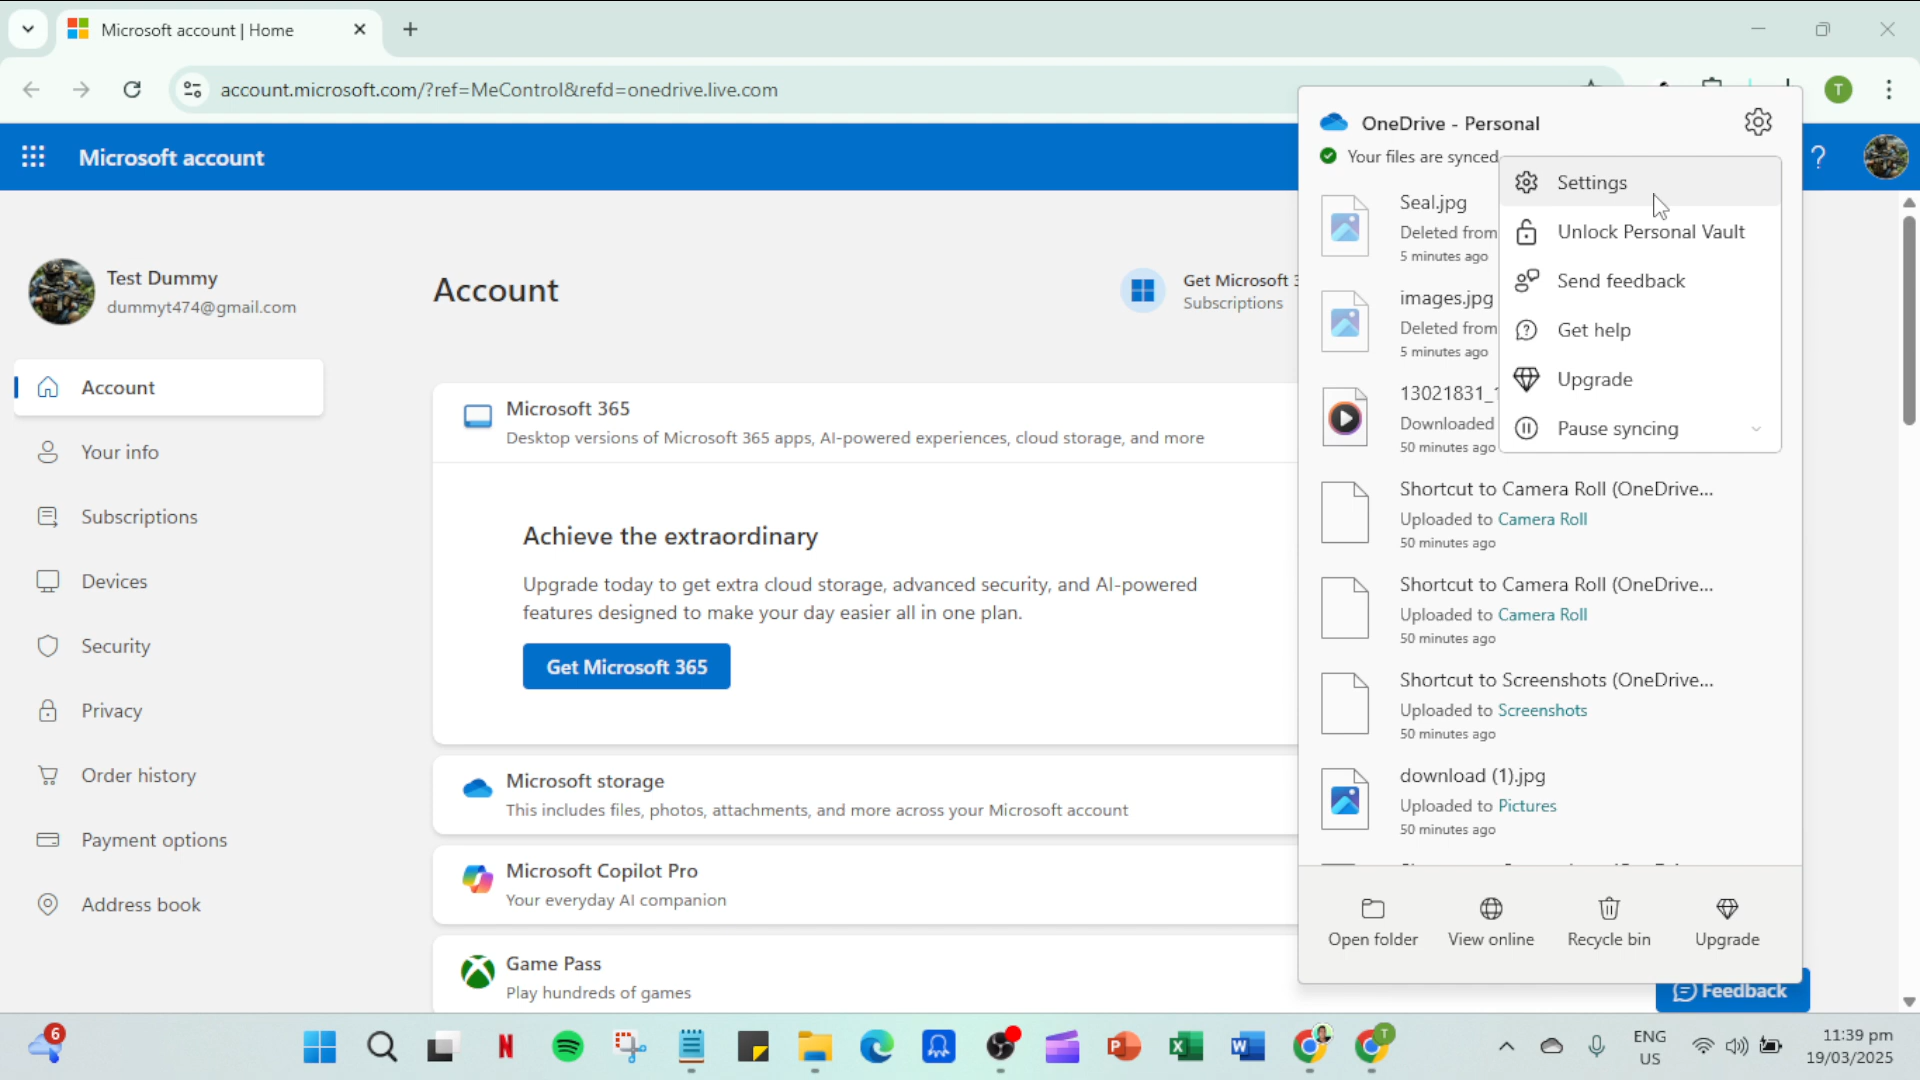 Microsoft account | Home
account.microsoft.com/?ref=MeControl&refd=onedrive.live.com
T
Microsoft account
?
Test Dummy
dummyt474@gmail.com
Account
Your info
Subscriptions
Devices
Security
Privacy
Order history
Payment options
Address book
Account
Get Microsoft
Subscriptions
Microsoft 365
Desktop versions of Microsoft 365 apps, AI-powered experiences, cloud storage, and more
Achieve the extraordinary
Upgrade today to get extra cloud storage, advanced security, and AI-powered
features designed to make your day easier all in one plan.
Get Microsoft 365
Microsoft storage
This includes files, photos, attachments, and more across your Microsoft account
Microsoft Copilot Pro
Your everyday AI companion
Game Pass
Play hundreds of games
OneDrive - Personal
Your files are synced
Seal.jpg
Deleted from
5 minutes ago
images.jpg
Deleted from
5 minutes ago
13021831_
Downloaded
50 minutes ago
Settings
Unlock Personal Vault
Send feedback
Get help
Upgrade
Pause syncing
Shortcut to Camera Roll (OneDrive...
Uploaded to Camera Roll
50 minutes ago
Shortcut to Camera Roll (OneDrive...
Uploaded to Camera Roll
50 minutes ago
Shortcut to Screenshots (OneDrive...
Uploaded to Screenshots
50 minutes ago
download (1).jpg
Uploaded to Pictures
50 minutes ago
Open folder
View online
Recycle bin
Upgrade
Feedback
6
ENG
US
11:39 pm
19/03/2025